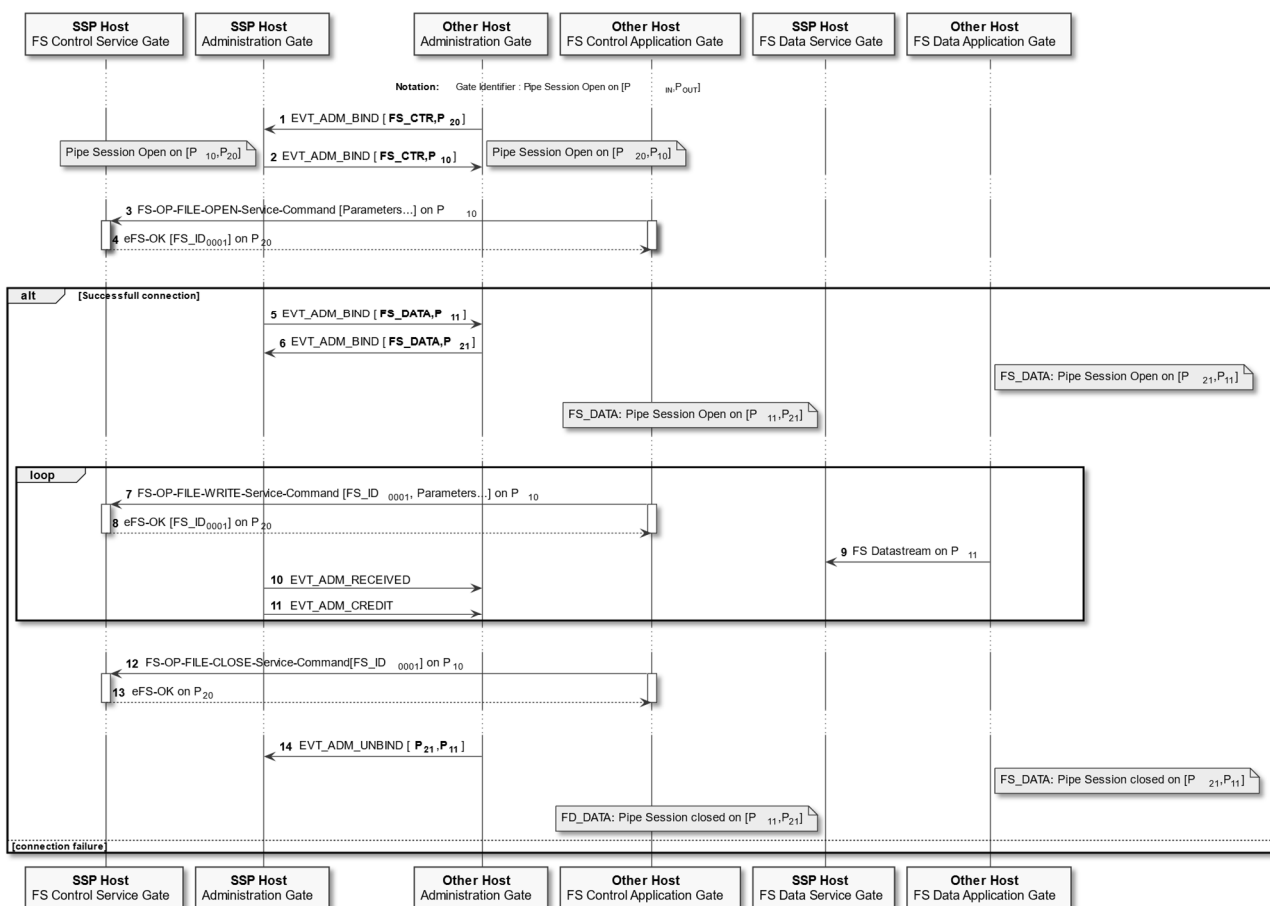 SSP Host
FS Control Service Gate
SSP Host
Administration Gate
Other Host
Administration Gate
Other Host
FS Control Application Gate
SSP Host
FS Data Service Gate
Other Host
FS Data Application Gate
Notation: Gate Identifier : Pipe Session Open on [P IN,POUT]
1 EVT_ADM_BIND [ FS_CTR,P 20]
Pipe Session Open on [P 10,P20]
2 EVT_ADM_BIND [ FS_CTR,P 10]
Pipe Session Open on [P 20,P10]
3 FS-OP-FILE-OPEN-Service-Command [Parameters...] on P 10
4 eFS-OK [FS_ID0001] on P20
alt [Successfull connection]
5 EVT_ADM_BIND [ FS_DATA,P 11]
6 EVT_ADM_BIND [ FS_DATA,P 21]
FS_DATA: Pipe Session Open on [P 21,P11]
FS_DATA: Pipe Session Open on [P 11,P21]
loop
7 FS-OP-FILE-WRITE-Service-Command [FS_ID 0001, Parameters...] on P 10
8 eFS-OK [FS_ID0001] on P20
9 FS Datastream on P 11
10 EVT_ADM_RECEIVED
11 EVT_ADM_CREDIT
12 FS-OP-FILE-CLOSE-Service-Command[FS_ID 0001] on P10
13 eFS-OK on P20
14 EVT_ADM_UNBIND [ P21,P11]
FS_DATA: Pipe Session closed on [P 21,P11]
FD_DATA: Pipe Session closed on [P 11,P21]
[connection failure]
SSP Host
FS Control Service Gate
SSP Host
Administration Gate
Other Host
Administration Gate
Other Host
FS Control Application Gate
SSP Host
FS Data Service Gate
Other Host
FS Data Application Gate